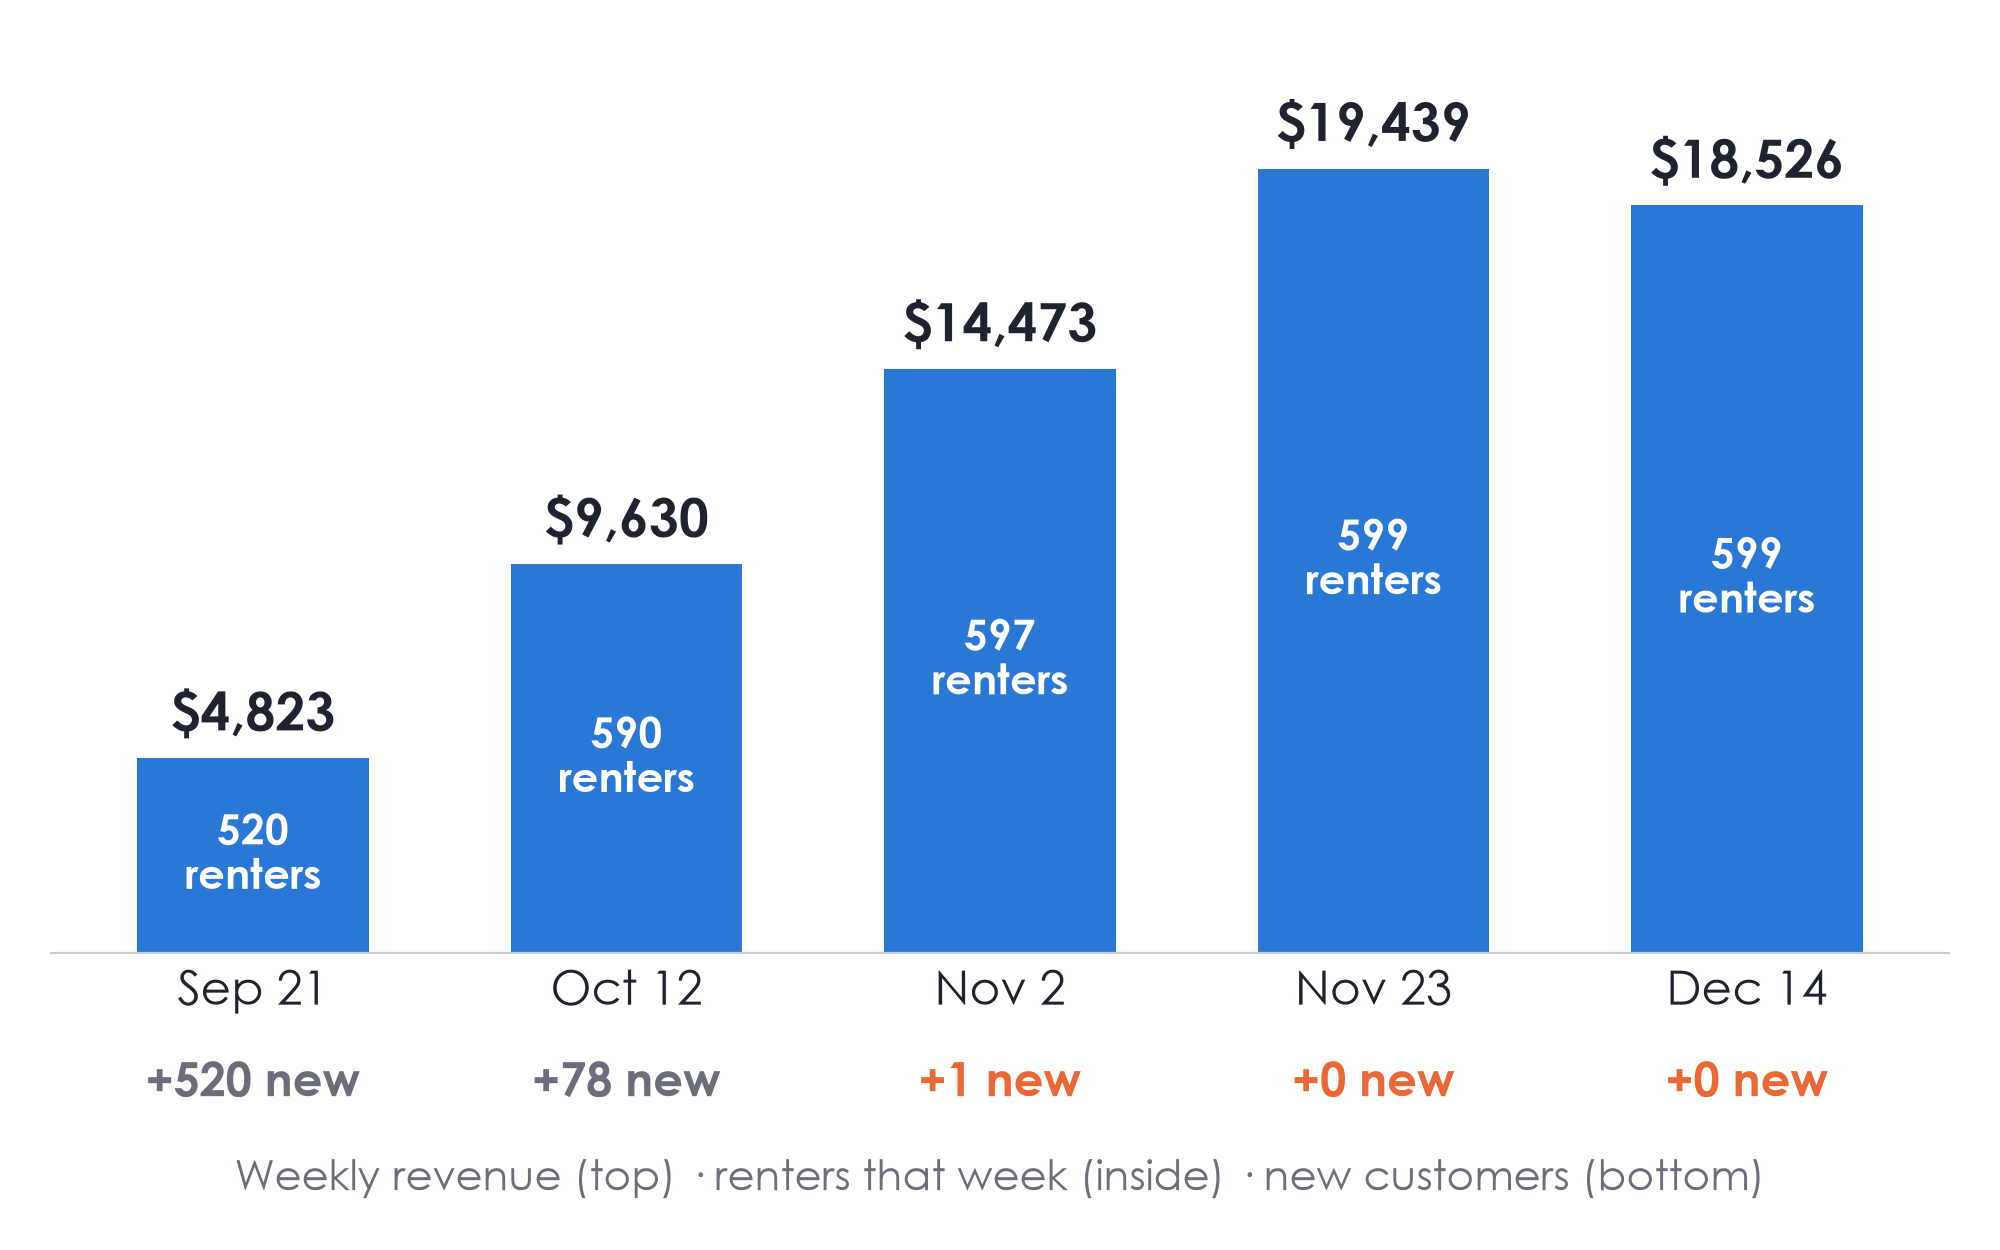 $19,439
$18,526
$14,473
$9,630
$4,823
520
renters
590
renters
597
renters
599
renters
599
renters
Sep 21
Oct 12
Nov 2
Nov 23
Dec 14
+520 new
+78 new
+1 new
+0 new
+0 new
Weekly revenue (top) · renters that week (inside) · new customers (bottom)